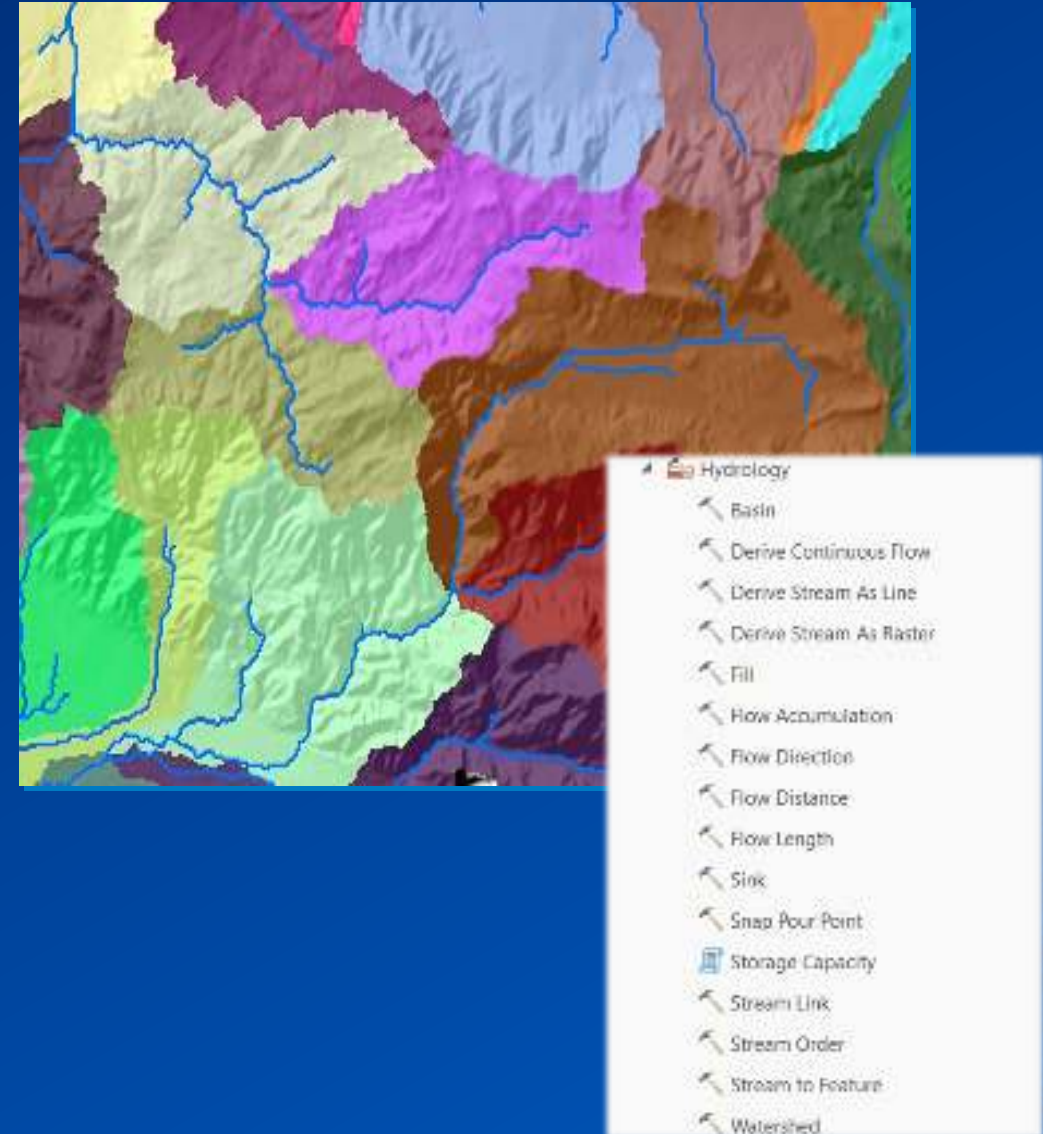 Hydrology
Basin
Derive Continuous Flow
Derive Stream As Line
Derive Stream As Raster
Fill
Flow Accumulation
Flow Direction
Flow Distance
Flow Length
Sink
Snap Pour Point
Storage Capacity
Stream Link
Stream Order
Stream to Feature
Watershed